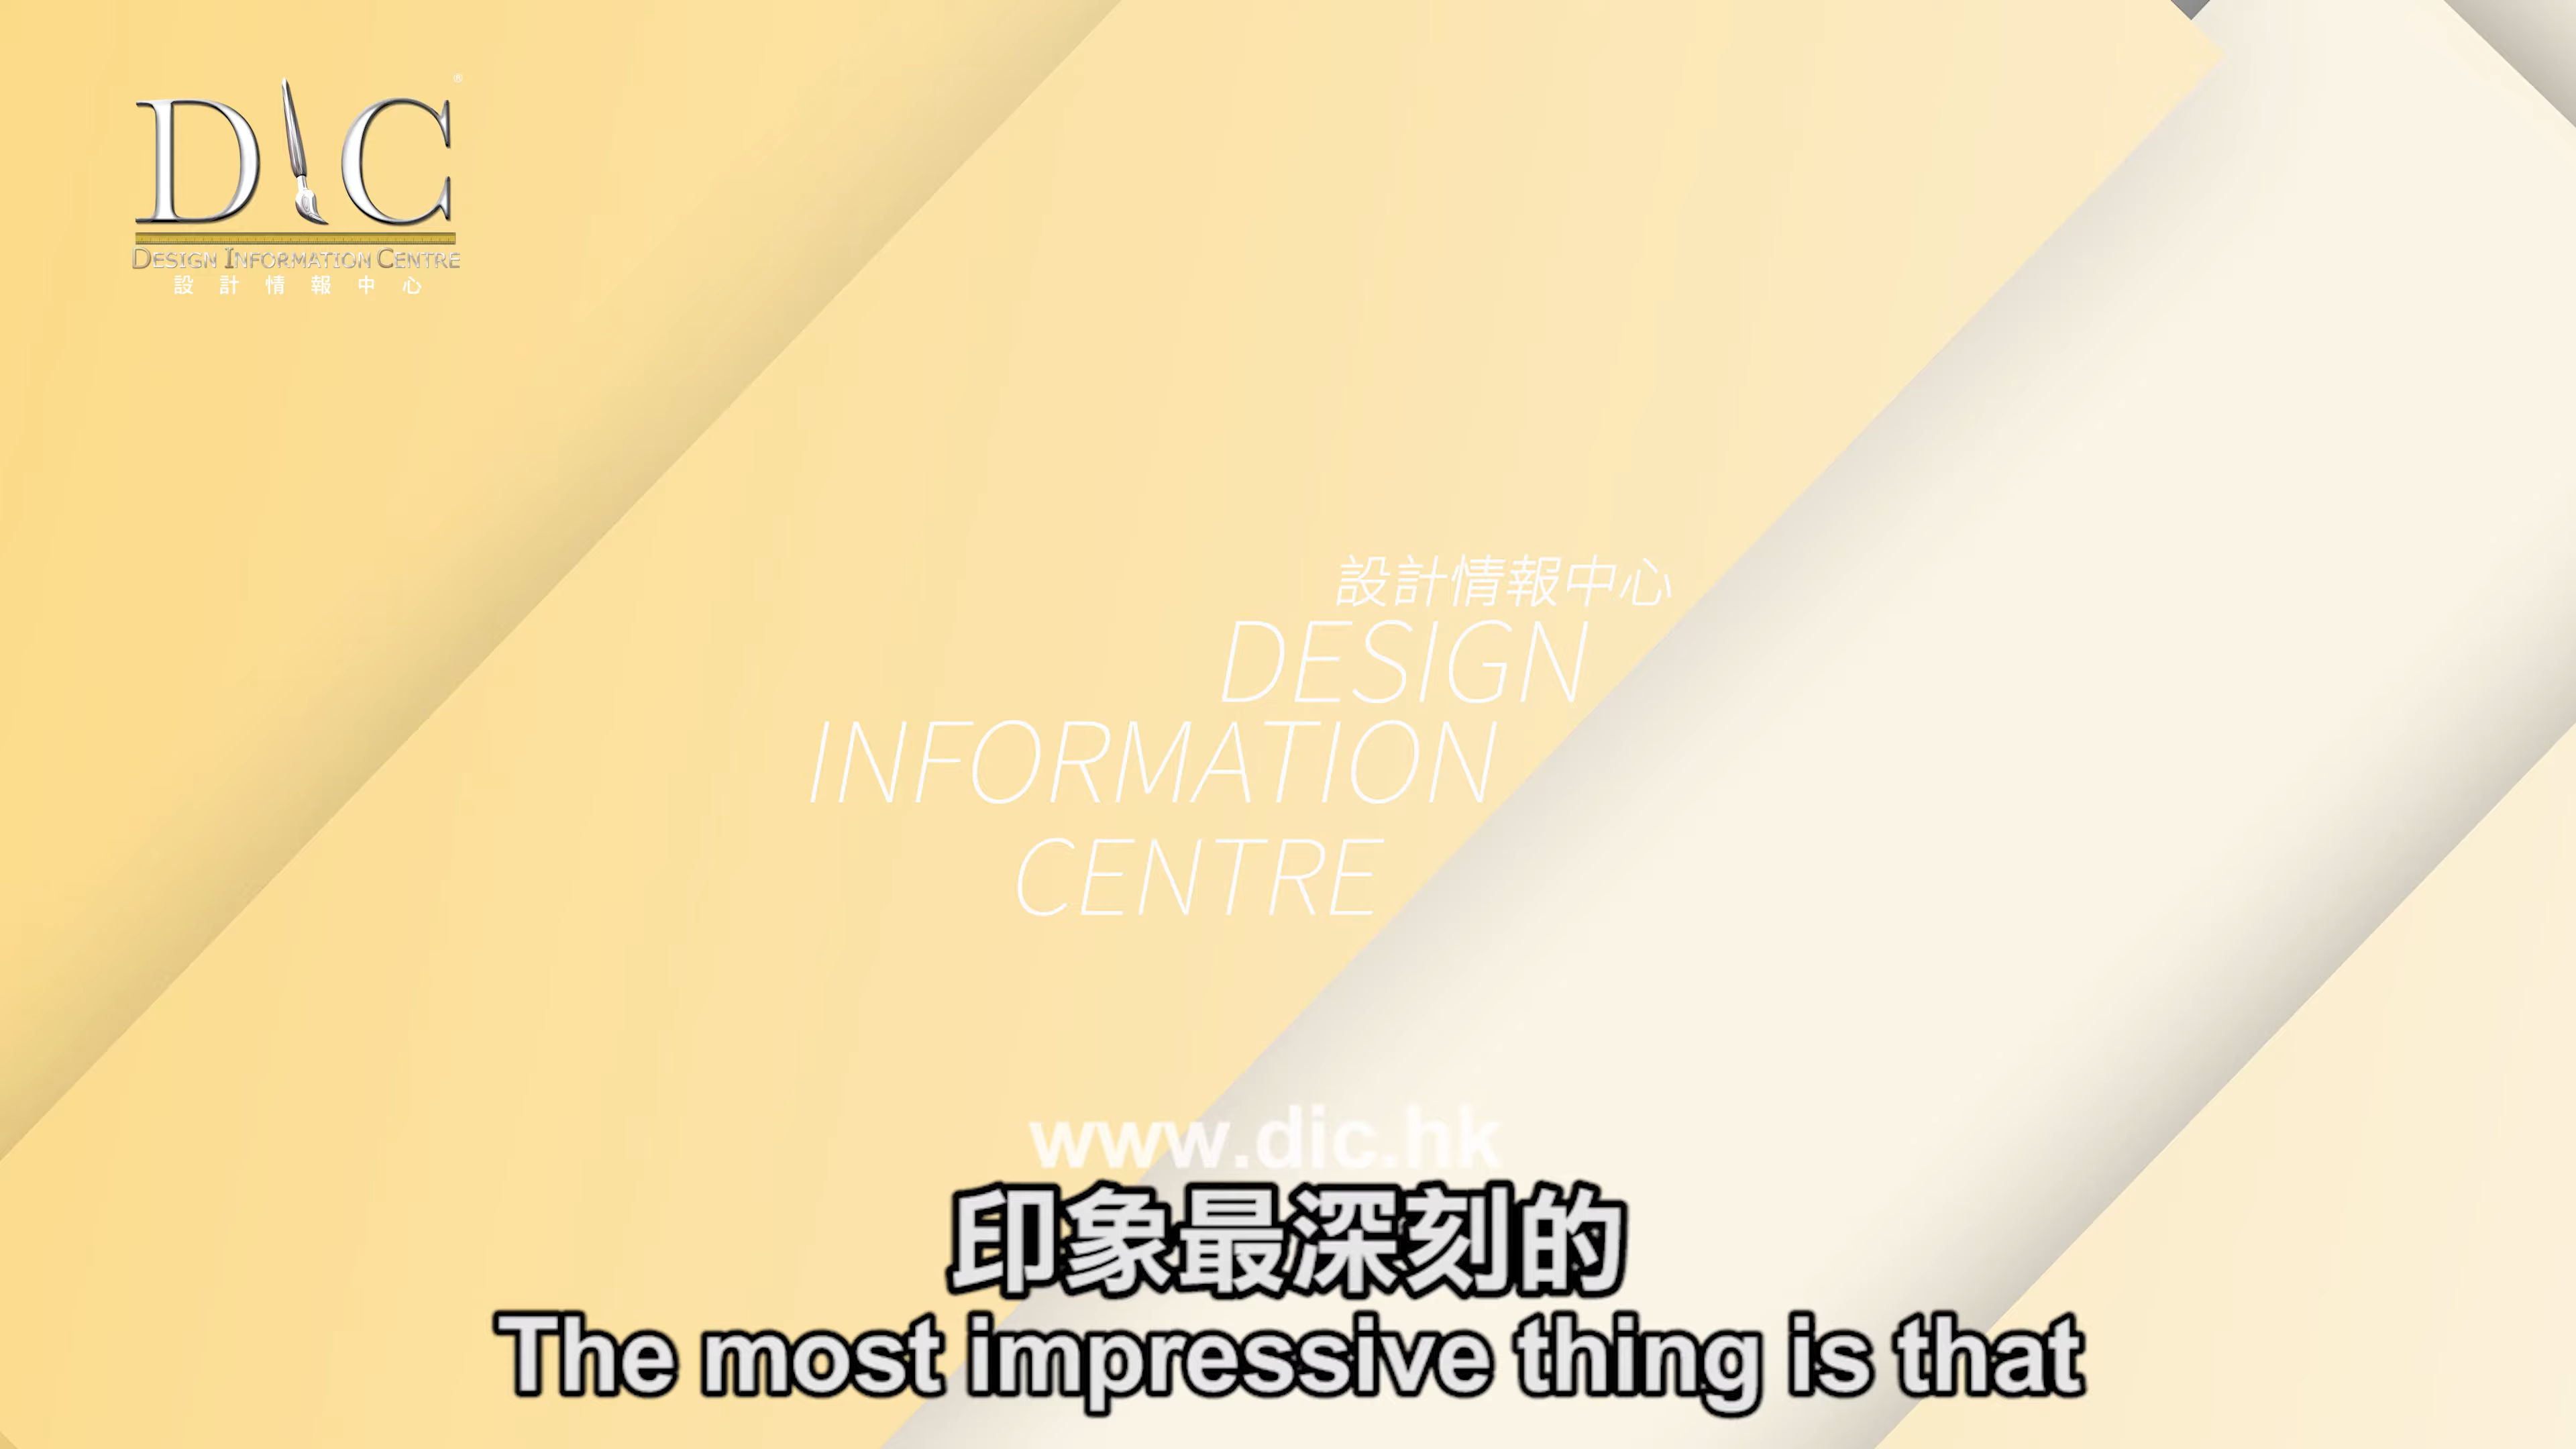 DIC®
DESIGN INFORMATION CENTRE
設計情報中心
設計情報中心
DESIGN
INFORMATION
CENTRE
www.dic.hk
印象最深刻的
The most impressive thing is that